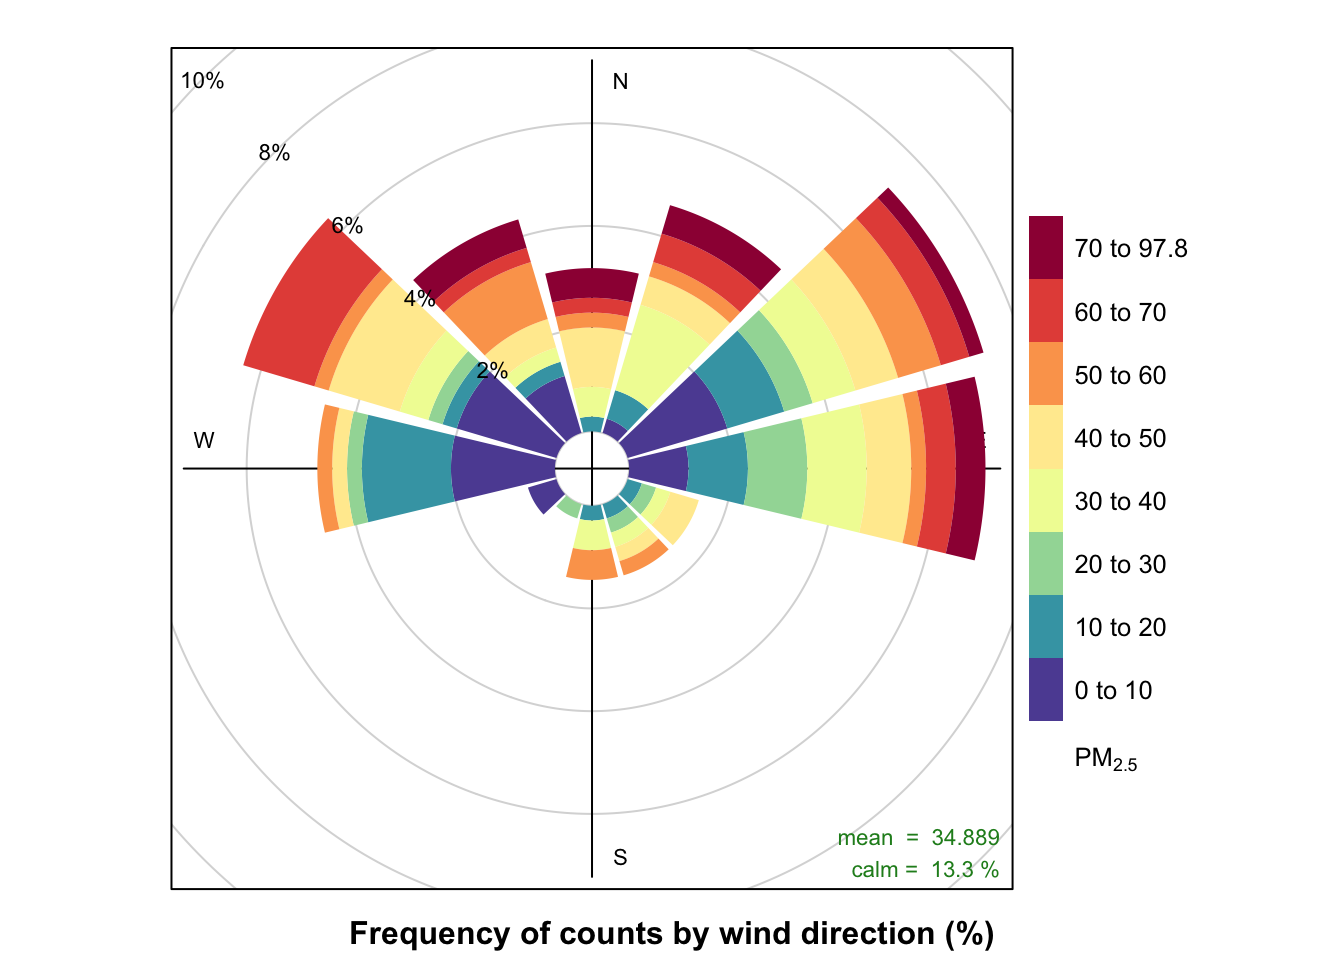 10%
N
8%
6%
4%
2%
W
S
70 to 97.8
60 to 70
50 to 60
40 to 50
30 to 40
20 to 30
10 to 20
0 to 10
PM2.5
mean = 34.889
calm = 13.3 %
Frequency of counts by wind direction (%)